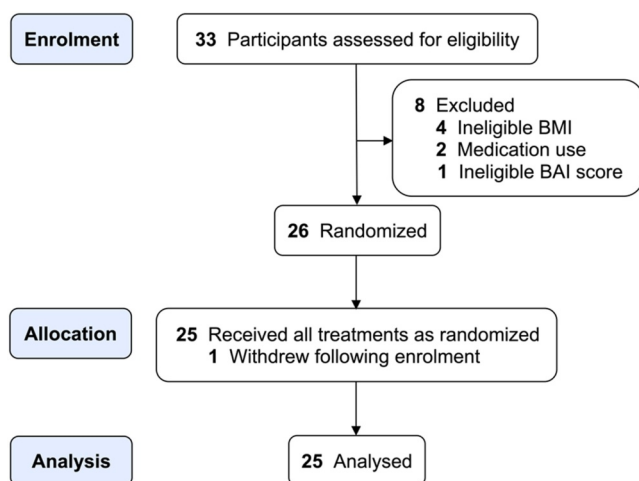 Enrolment
33 Participants assessed for eligibility
8 Excluded
4 Ineligible BMI
2 Medication use
1 Ineligible BAI score
26 Randomized
Allocation
25 Received all treatments as randomized
1 Withdrew following enrolment
Analysis
25 Analysed